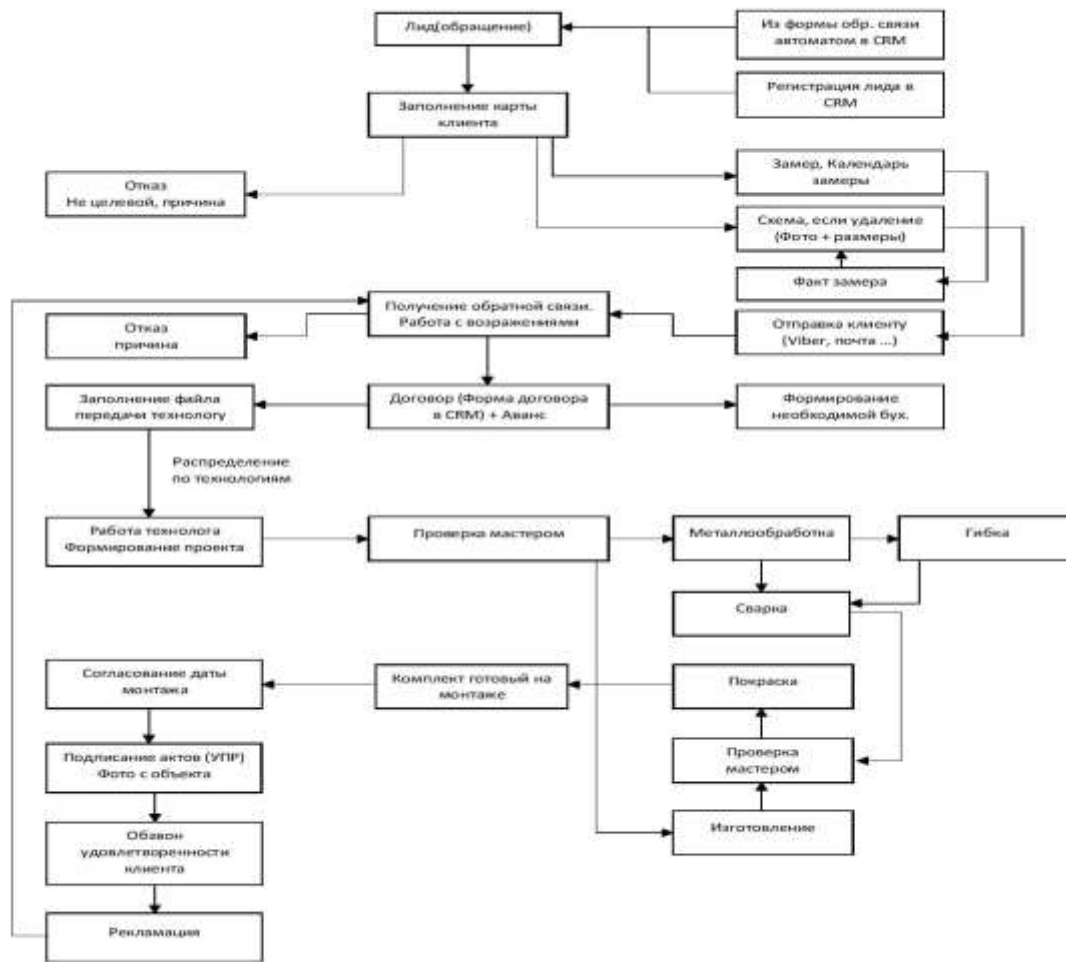 Лид(обращение)
Из формы обр. связи
автоматом в CRM
Регистрация лида в
CRM
Заполнение карты
клиента
Замер, Календарь
замеры
Отказ
Не целевой, причина
Схема, если удаление
(Фото + размеры)
Факт замера
Получение обратной связи.
Работа с возражениями
Отказ
причина
Отправка клиенту
(Viber, почта ...)
Заполнение файла
передачи технологу
Договор (Форма договора
в CRM) + Аванс
Формирование
необходимой бух.
Распределение
по технологиям
Работа технолога
Формирование проекта
Проверка мастером
Металлообработка
Гибка
Сварка
Согласование даты
монтажа
Комплект готовый на
монтаже
Покраска
Подписание актов (УПР)
Фото с объекта
Проверка
мастером
Изготовление
Обзвон
удовлетворенности
клиента
Рекламация